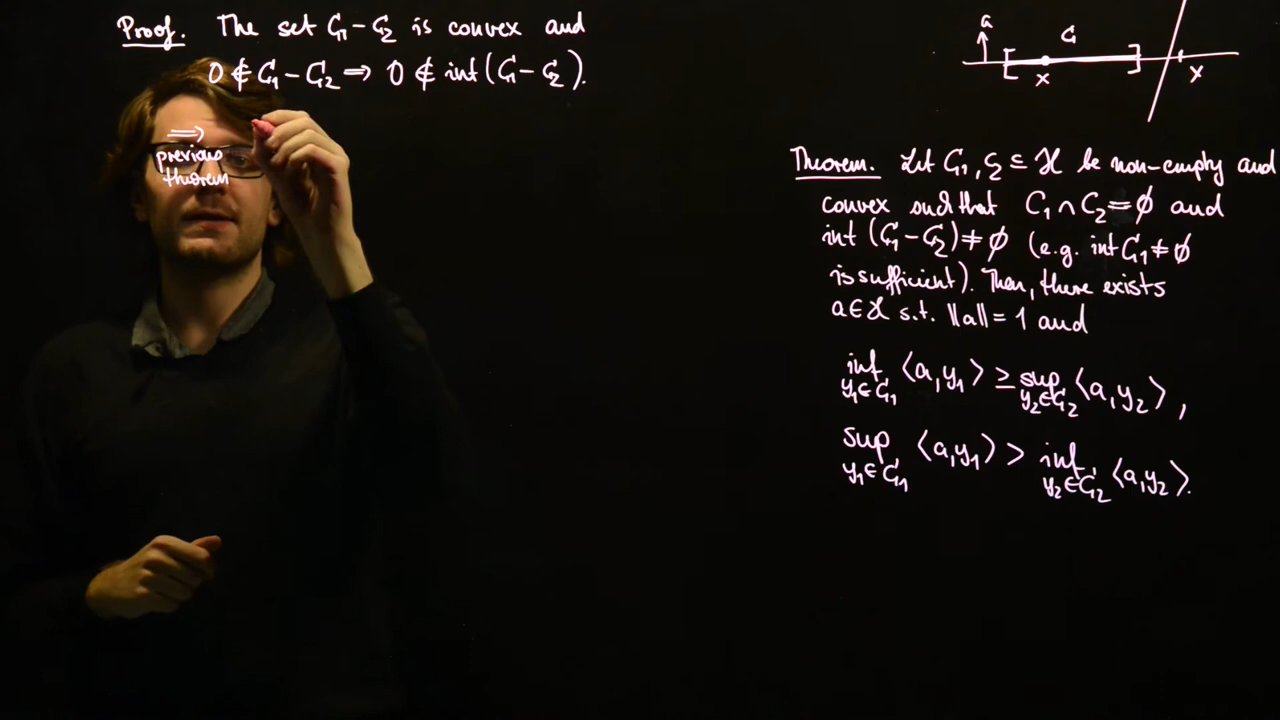 Proof. The set C₁-C₂ is convex and
0 ∉ C₁-C₂ ⟹ 0 ∉ int(C₁-C₂).
⟹
previous
theorem
a
C
x
x
Theorem. Let C₁, C₂ ⊆ ℋ be non-empty and
convex such that C₁ ∩ C₂ = ∅ and
int (C₁-C₂) ≠ ∅ (e.g. int C₁ ≠ ∅
is sufficient). Then, there exists
a ∈ ℋ s.t. ‖a‖ = 1 and
inf ⟨a, y₁⟩ ≥ sup ⟨a, y₂⟩,
y₁∈C₁ y₂∈C₂
sup ⟨a, y₁⟩ > inf ⟨a, y₂⟩.
y₁∈C₁ y₂∈C₂